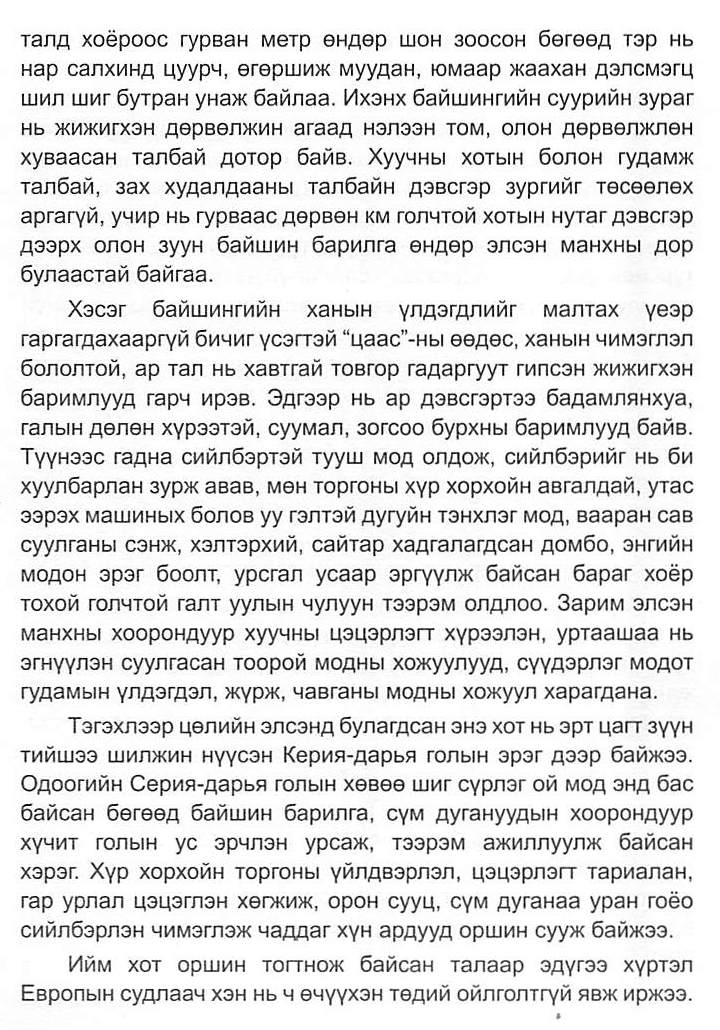 талд хоёроос гурван метр өндөр шон зоосон бөгөөд тэр нь
нар салхинд цуурч, өгөршиж муудан, юмаар жаахан дэлсмэгц
шил шиг бутран унаж байлаа. Ихэнх байшингийн суурийн зураг
нь жижигхэн дөрвөлжин агаад нэлээн том, олон дөрвөлжлөн
хуваасан талбай дотор байв. Хуучны хотын болон гудамж
талбай, зах худалдааны талбайн дэвсгэр зургийг төсөөлөх
аргагүй, учир нь гурваас дөрвөн км голчтой хотын нутаг дэвсгэр
дээрх олон зуун байшин барилга өндөр элсэн манхны дор
булаастай байгаа.
Хэсэг байшингийн ханын үлдэгдлийг малтах үеэр
гаргагдахааргүй бичиг үсэгтэй “цаас”-ны өөдөс, ханын чимэглэл
бололтой, ар тал нь хавтгай товгор гадаргуут гипсэн жижигхэн
баримлууд гарч ирэв. Эдгээр нь ар дэвсгэртээ бадамлянхуа,
галын дөлөн хүрээтэй, суумал, зогсоо бурхны баримлууд байв.
Түүнээс гадна сийлбэртэй тууш мод олдож, сийлбэрийг нь би
хуулбарлан зурж авав, мөн торгоны хүр хорхойн авгалдай, утас
ээрэх машиных болов уу гэлтэй дугуйн тэнхлэг мод, вааран сав
суулганы сэнж, хэлтэрхий, сайтар хадгалагдсан домбо, энгийн
модон эрэг боолт, урсгал усаар эргүүлж байсан бараг хоёр
тохой голчтой галт уулын чулуун тээрэм олдлоо. Зарим элсэн
манхны хоорондуур хуучны цэцэрлэгт хүрээлэн, уртаашаа нь
эгнүүлэн суулгасан тоорой модны хожуулууд, сүүдэрлэг модот
гудамын үлдэгдэл, жүрж, чавганы модны хожуул харагдана.
Тэгэхлээр цөлийн элсэнд булагдсан энэ хот нь эрт цагт зүүн
тийшээ шилжин нүүсэн Керия-дарья голын эрэг дээр байжээ.
Одоогийн Серия-дарья голын хөвөө шиг сүрлэг ой мод энд бас
байсан бөгөөд байшин барилга, сүм дугануудын хоорондуур
хүчит голын ус эрчлэн урсаж, тээрэм ажиллуулж байсан
хэрэг. Хүр хорхойн торгоны үйлдвэрлэл, цэцэрлэгт тариалан,
гар урлал цэцэглэн хөгжиж, орон сууц, сүм дуганаа уран гоёо
сийлбэрлэн чимэглэж чаддаг хүн ардууд оршин сууж байжээ.
Ийм хот оршин тогтнож байсан талаар эдүгээ хүртэл
Европын судлаач хэн нь ч өчүүхэн төдий ойлголтгүй явж иржээ.